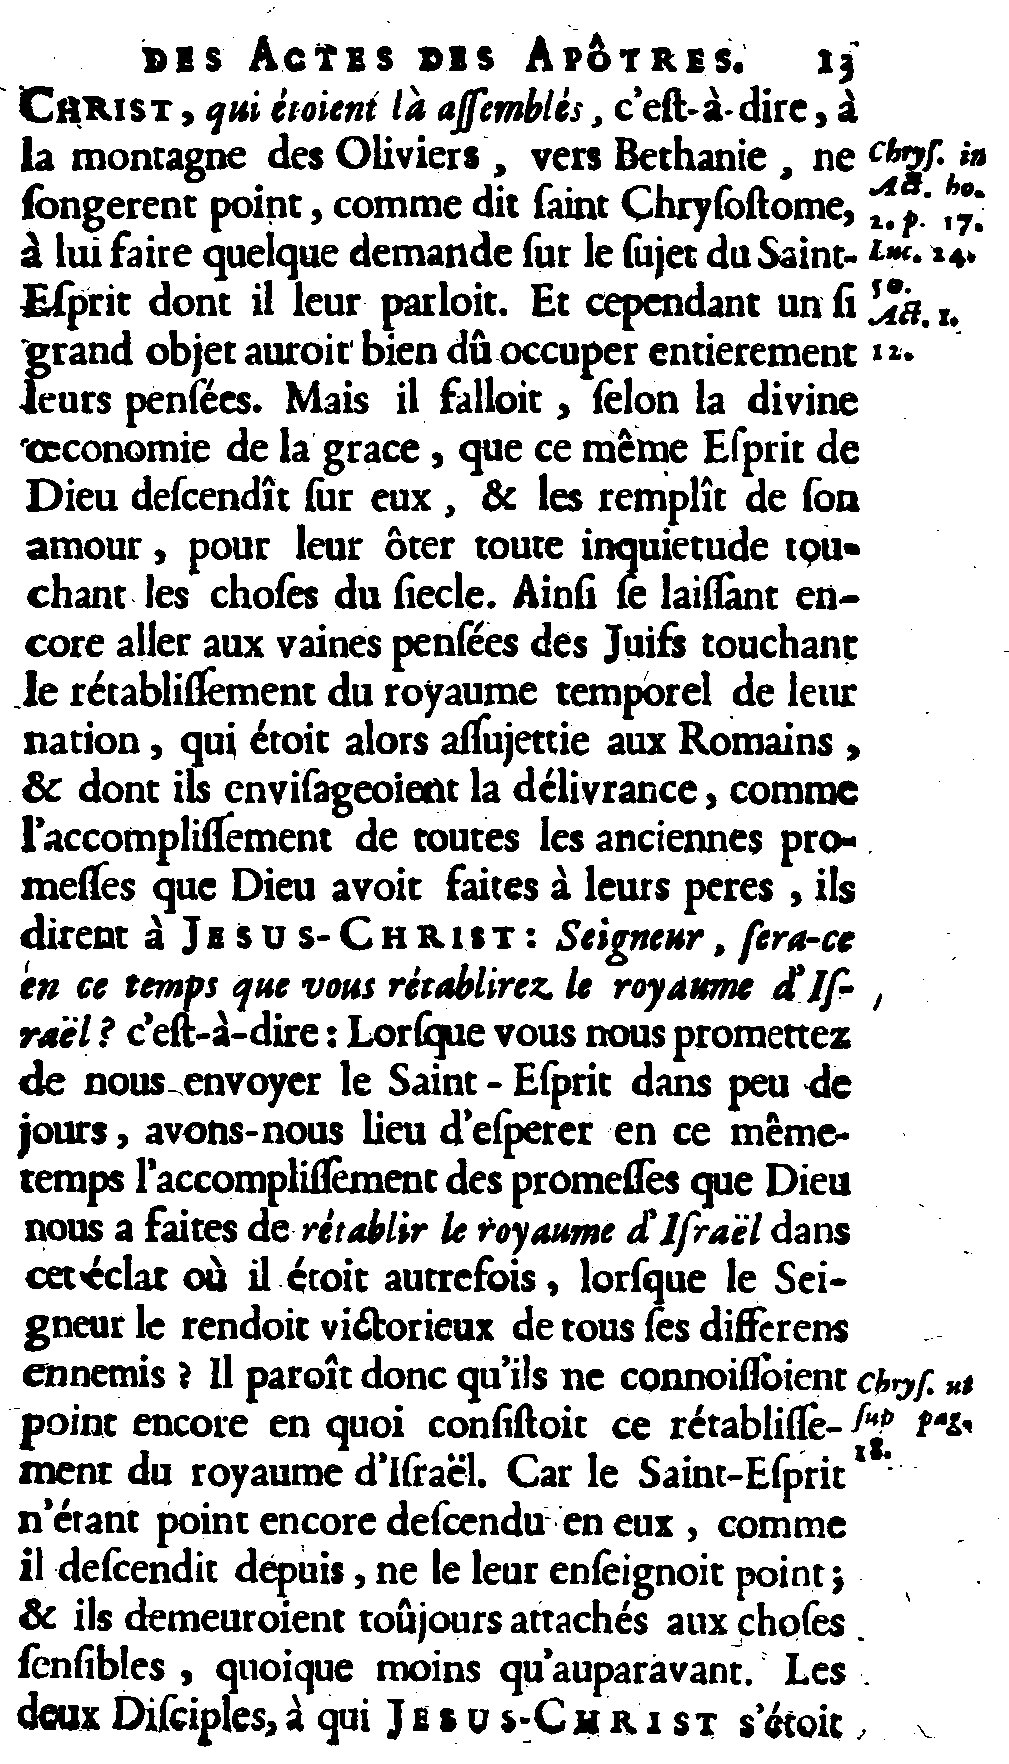 DES ACTES DES APÔTRES. 13
CHRIST, qui étoient là aſſemblés, c'eſt-à-dire, à
la montagne des Oliviers, vers Bethanie, ne
ſongerent point, comme dit ſaint Chryſoſtome,
à lui faire quelque demande ſur le ſujet du Saint-
Eſprit dont il leur parloit. Et cependant un ſi
grand objet auroit bien dû occuper entierement
leurs penſées. Mais il falloit, ſelon la divine
œconomie de la grace, que ce même Eſprit de
Dieu deſcendît ſur eux, & les remplît de ſon
amour, pour leur ôter toute inquietude tou-
chant les choſes du ſiecle. Ainſi ſe laiſſant en-
core aller aux vaines penſées des Juifs touchant
le rétabliſſement du royaume temporel de leur
nation, qui étoit alors aſſujettie aux Romains,
& dont ils enviſageoient la délivrance, comme
l'accompliſſement de toutes les anciennes pro-
meſſes que Dieu avoit faites à leurs peres, ils
dirent à JESUS-CHRIST: Seigneur, ſera-ce
en ce temps que vous rétablirez le royaume d'Iſ-
raël? c'eſt-à-dire: Lorſque vous nous promettez
de nous envoyer le Saint-Eſprit dans peu de
jours, avons-nous lieu d'eſperer en ce même-
temps l'accompliſſement des promeſſes que Dieu
nous a faites de rétablir le royaume d'Iſraël dans
cet éclat où il étoit autrefois, lorſque le Sei-
gneur le rendoit victorieux de tous ſes differens
ennemis? Il paroît donc qu'ils ne connoiſſoient
point encore en quoi conſiſtoit ce rétabliſſe-
ment du royaume d'Iſraël. Car le Saint-Eſprit
n'étant point encore deſcendu en eux, comme
il deſcendit depuis, ne le leur enſeignoit point;
& ils demeuroient toûjours attachés aux choſes
ſenſibles, quoique moins qu'auparavant. Les
deux Diſciples, à qui JESUS-CHRIST s'étoit
Chryſ. in
Act. ho.
2. p. 17.
Luc. 24.
50.
Act. 1.
12.
Chryſ. ut
ſup pag.
18.